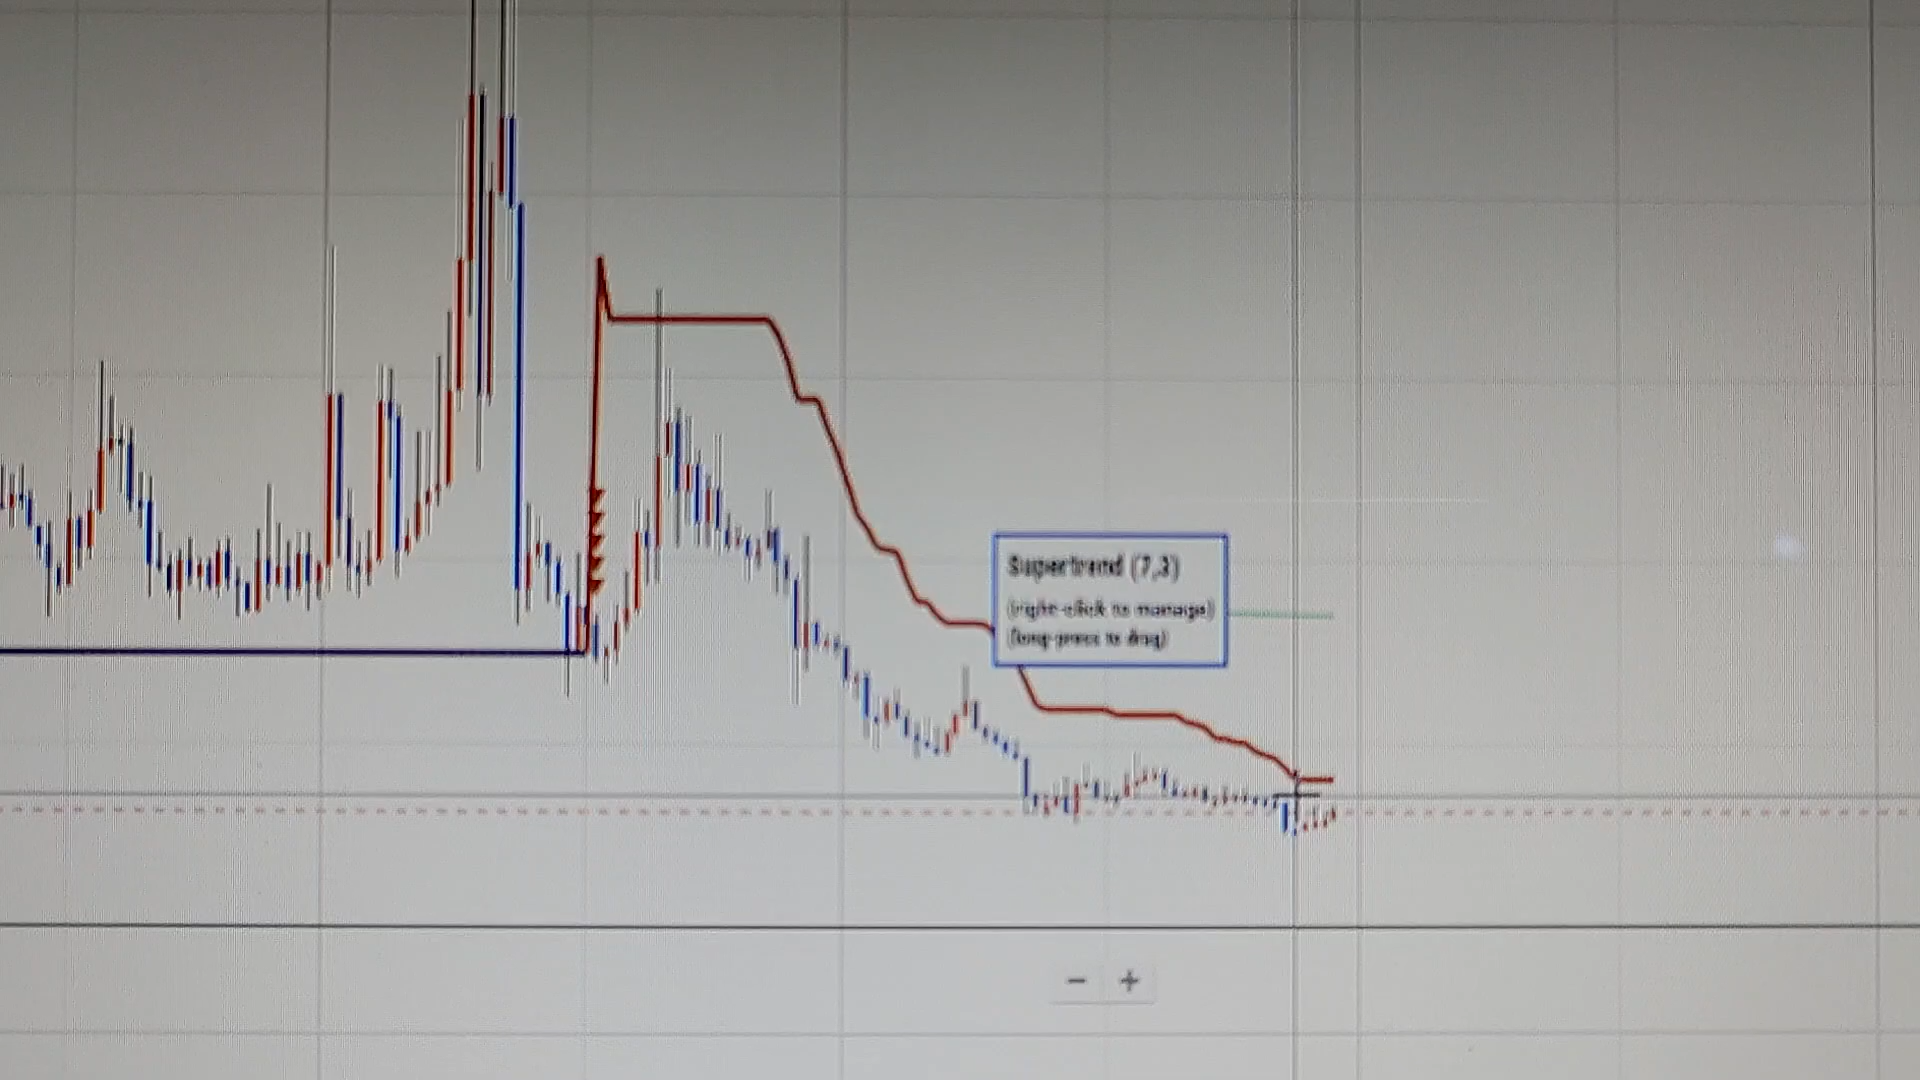 Supertrend (7,3)
(right-click to manage)
(long-press to drag)
− +